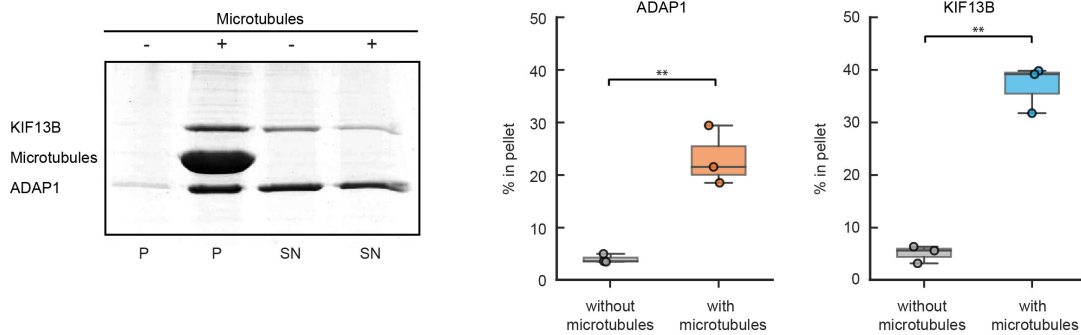 Microtubules
- + - +
KIF13B
Microtubules
ADAP1
P P SN SN
ADAP1
50
40
30
20
10
0
% in pellet
**
without
microtubules
with
microtubules
KIF13B
50
40
30
20
10
0
% in pellet
**
without
microtubules
with
microtubules